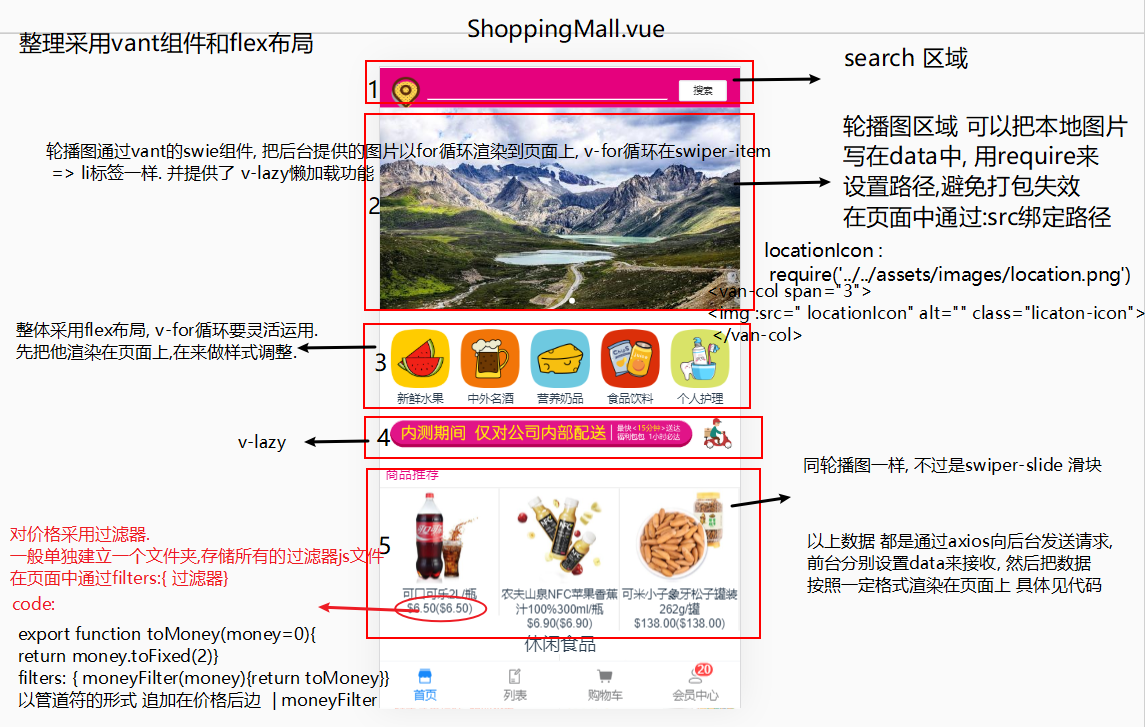 ShoppingMall.vue
整理采用vant组件和flex布局
search 区域
1
搜索
轮播图区域 可以把本地图片
写在data中, 用require来
设置路径,避免打包失效
在页面中通过:src绑定路径
轮播图通过vant的swie组件, 把后台提供的图片以for循环渲染到页面上, v-for循环在swiper-item
=> li标签一样. 并提供了 v-lazy懒加载功能
2
locationIcon :
require('../../assets/images/location.png')
<van-col span="3">
<img :src=" locationIcon" alt="" class="licaton-icon">
</van-col>
整体采用flex布局, v-for循环要灵活运用.
先把他渲染在页面上,在来做样式调整.
3
新鲜水果 中外名酒 营养奶品 食品饮料 个人护理
4
内测期间 仅对公司内部配送
最快<15分钟>送达
福利包包 1小时必达
v-lazy
同轮播图一样, 不过是swiper-slide 滑块
商品推荐
5
可口可乐2L/瓶
$6.50($6.50)
农夫山泉NFC苹果香蕉
汁100%300ml/瓶
$6.90($6.90)
可米小子象牙松子罐装
262g/罐
$138.00($138.00)
以上数据 都是通过axios向后台发送请求,
前台分别设置data来接收, 然后把数据
按照一定格式渲染在页面上 具体见代码
对价格采用过滤器.
一般单独建立一个文件夹,存储所有的过滤器js文件
在页面中通过filters:{ 过滤器}
code:
export function toMoney(money=0){
return money.toFixed(2)}
filters: { moneyFilter(money){return toMoney}}
以管道符的形式 追加在价格后边 | moneyFilter
休闲食品
首页 列表 购物车 会员中心
20